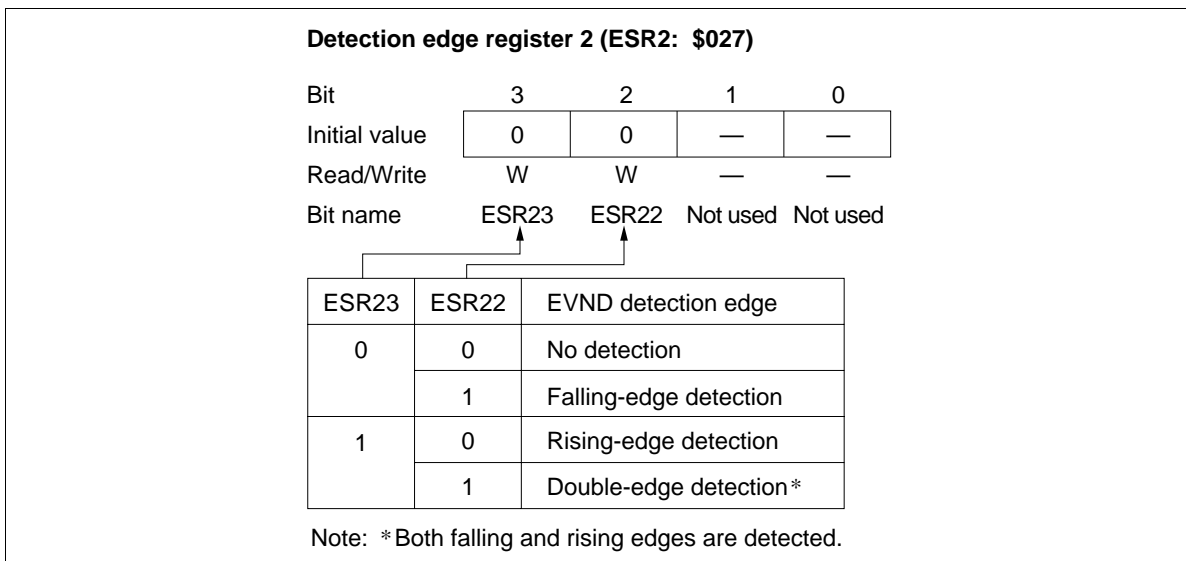 Detection edge register 2 (ESR2: $027)
Bit 3 2 1 0
Initial value 0 0 — —
Read/Write W W — —
Bit name ESR23 ESR22 Not used Not used
ESR23 ESR22 EVND detection edge
0 0 No detection
1 Falling-edge detection
1 0 Rising-edge detection
1 Double-edge detection*
Note: *Both falling and rising edges are detected.